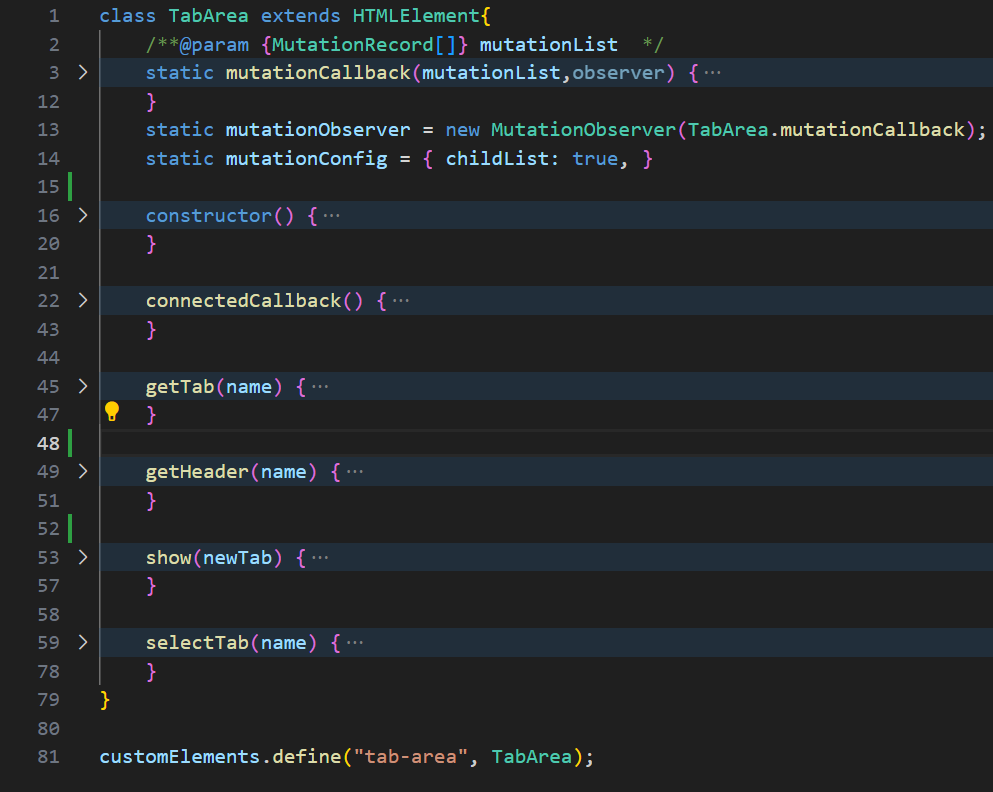 1 class TabArea extends HTMLElement{
2 /**@param {MutationRecord[]} mutationList */
3 static mutationCallback(mutationList,observer) {···
12 }
13 static mutationObserver = new MutationObserver(TabArea.mutationCallback);
14 static mutationConfig = { childList: true, }
15
16 constructor() {···
20 }
21
22 connectedCallback() {···
43 }
44
45 getTab(name) {···
47 }
48
49 getHeader(name) {···
51 }
52
53 show(newTab) {···
57 }
58
59 selectTab(name) {···
78 }
79 }
80
81 customElements.define("tab-area", TabArea);